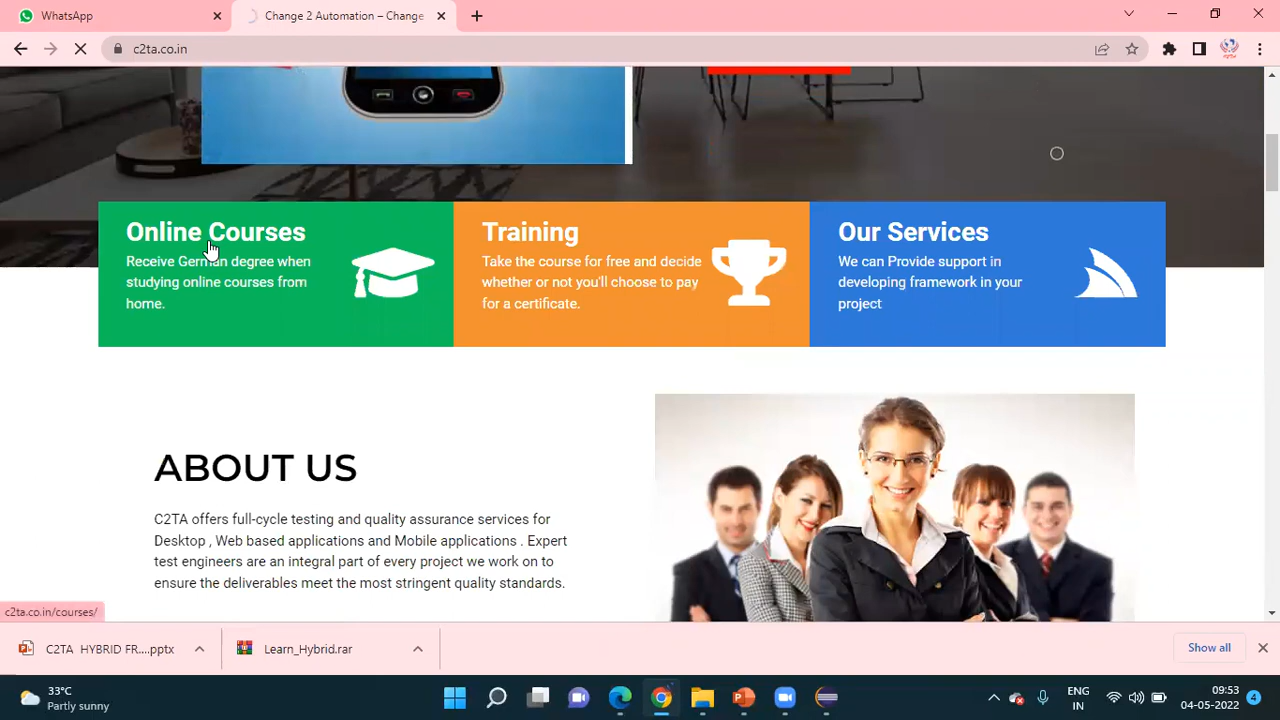 WhatsApp
Change 2 Automation – Change
c2ta.co.in
Online Courses
Receive German degree when
studying online courses from
home.
Training
Take the course for free and decide
whether or not you'll choose to pay
for a certificate.
Our Services
We can Provide support in
developing framework in your
project
ABOUT US
C2TA offers full-cycle testing and quality assurance services for
Desktop , Web based applications and Mobile applications . Expert
test engineers are an integral part of every project we work on to
ensure the deliverables meet the most stringent quality standards.
c2ta.co.in/courses/
C2TA HYBRID FR....pptx
Learn_Hybrid.rar
Show all
33°C
Partly sunny
ENG
IN
09:53
04-05-2022
4